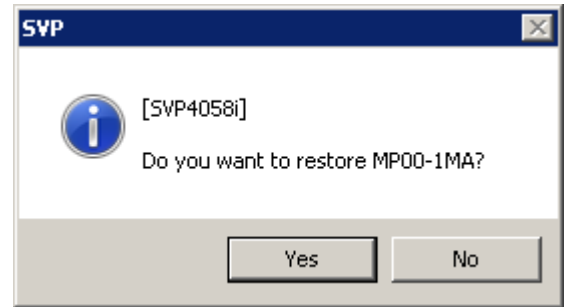 SVP
[SVP4058i]
Do you want to restore MP00-1MA?
Yes
No